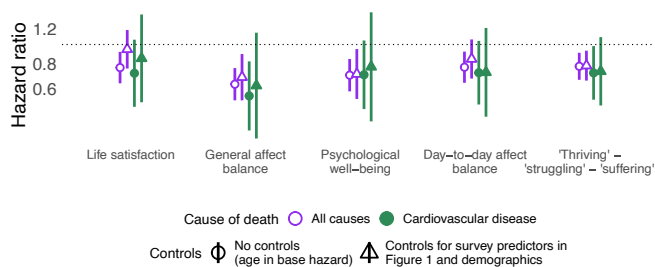 Hazard ratio
1.2
0.8
0.6
Life satisfaction
General affect
balance
Psychological
well−being
Day−to−day affect
balance
'Thriving' −
'struggling' − 'suffering'
Cause of death All causes Cardiovascular disease
Controls No controls
(age in base hazard)
Controls for survey predictors in
Figure 1 and demographics